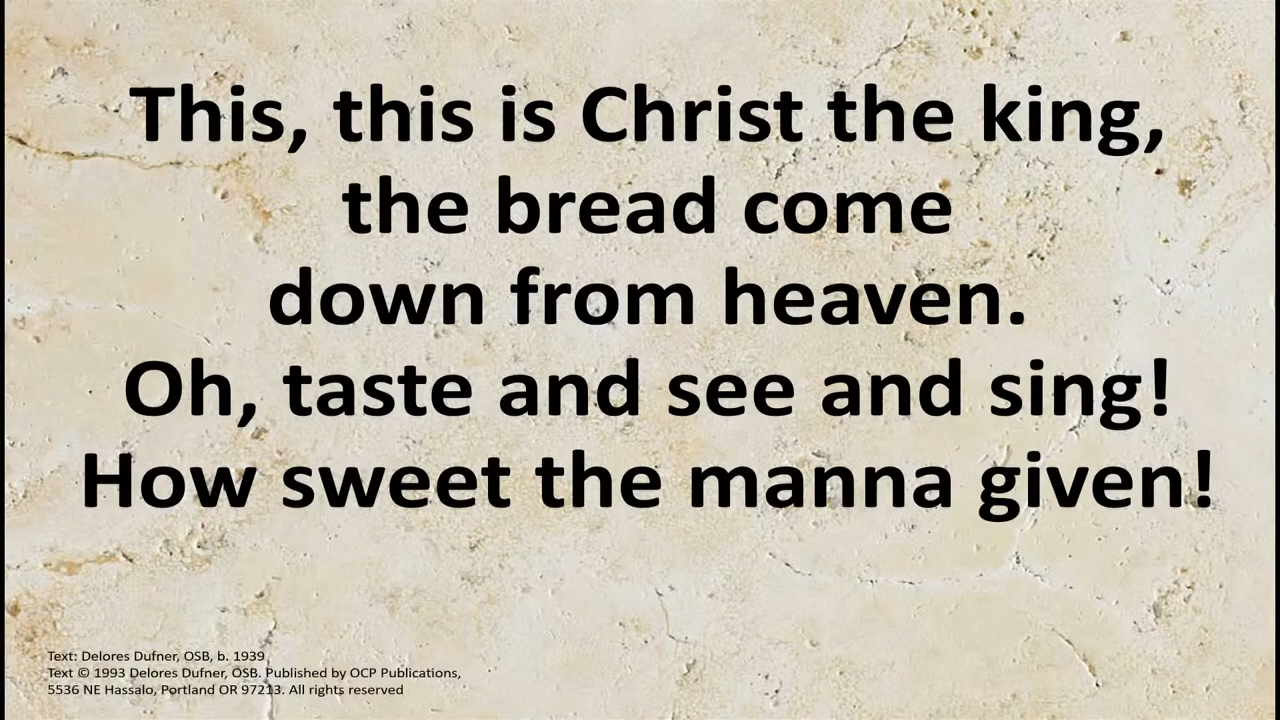 This, this is Christ the king,
the bread come
down from heaven.
Oh, taste and see and sing!
How sweet the manna given!
Text: Delores Dufner, OSB, b. 1939
Text © 1993 Delores Dufner, OSB. Published by OCP Publications,
5536 NE Hassalo, Portland OR 97213. All rights reserved